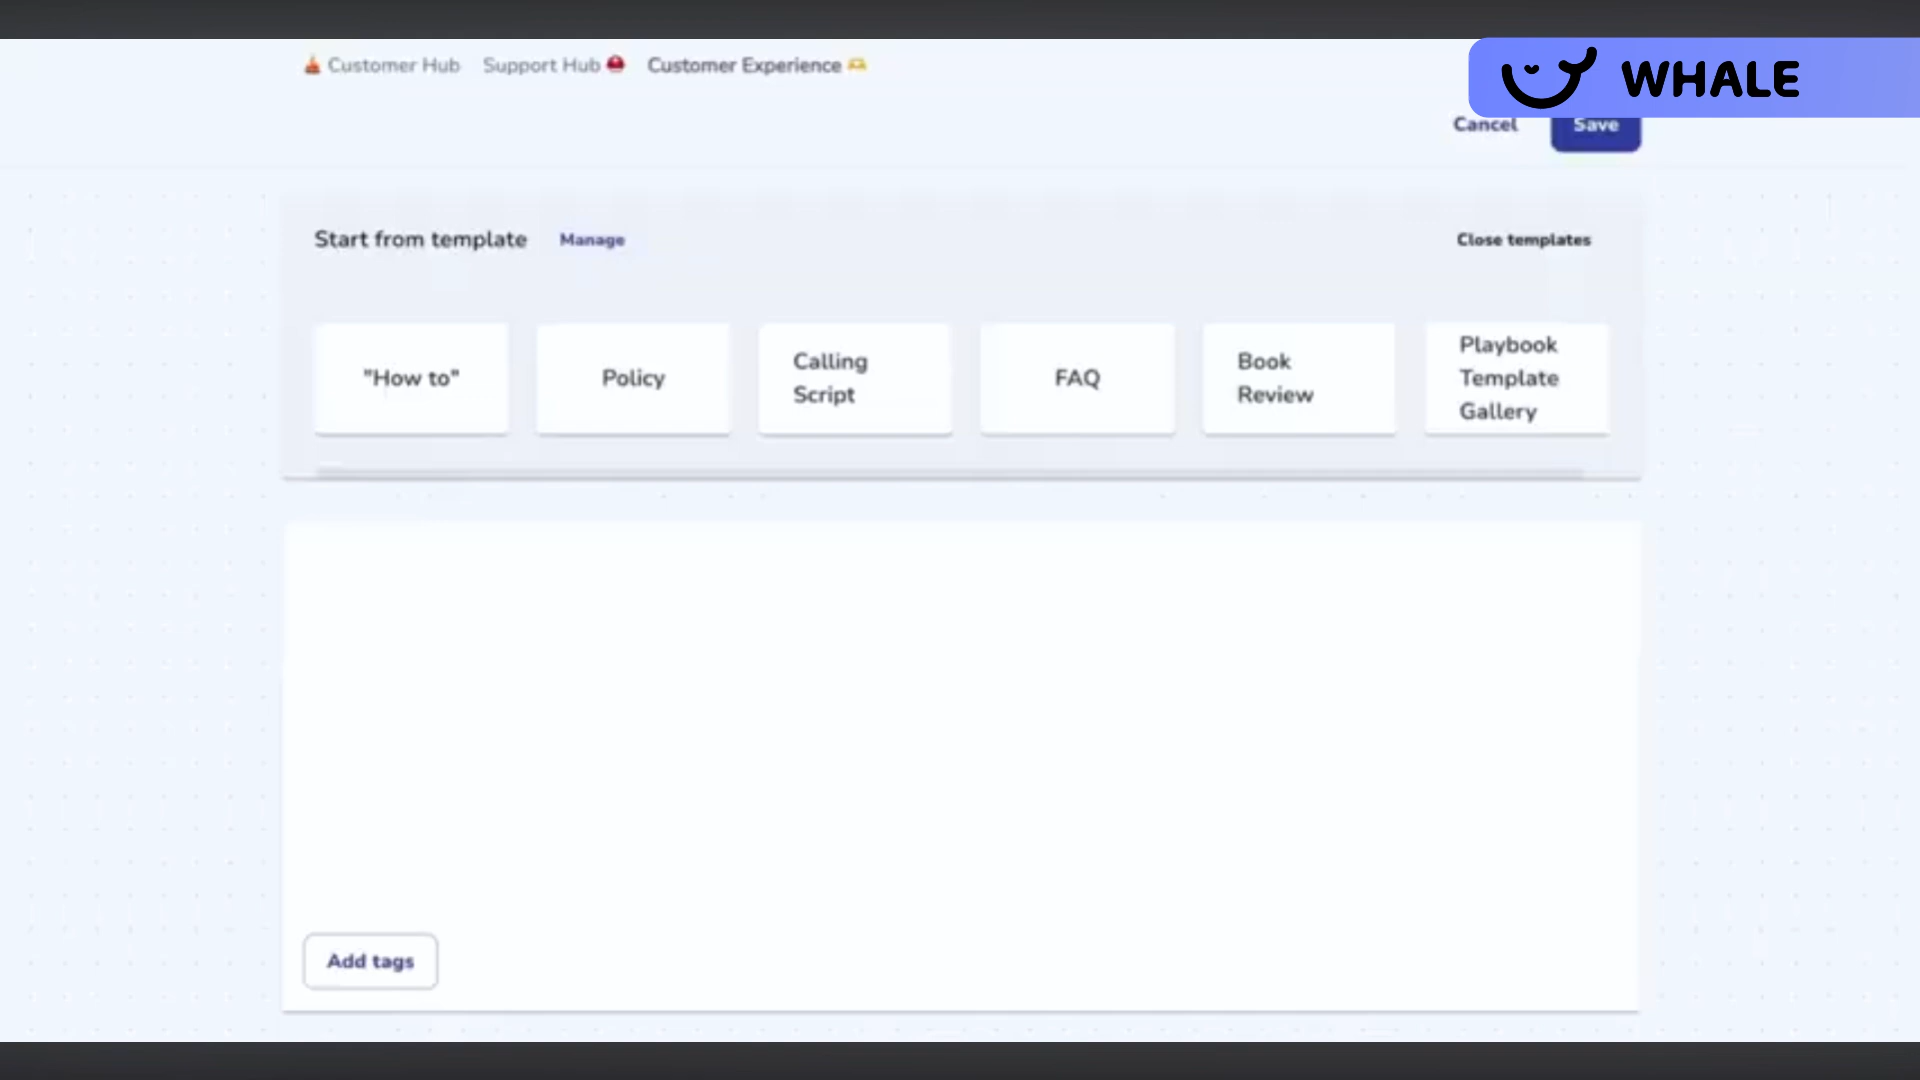 Customer Hub Support Hub Customer Experience
WHALE
Cancel Save
Start from template Manage Close templates
"How to"
Policy
Calling
Script
FAQ
Book
Review
Playbook
Template
Gallery
Add tags